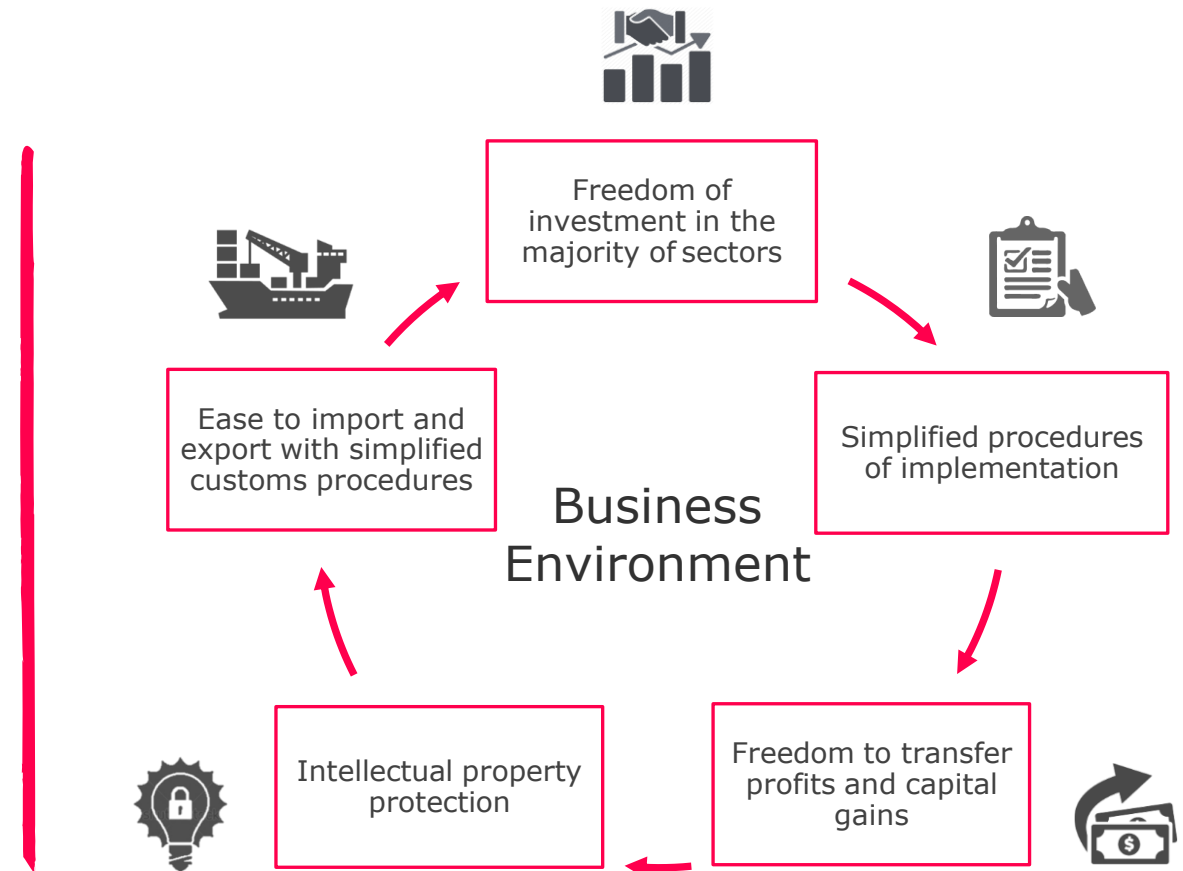 Freedom of
investment in the
majority of sectors
Ease to import and
export with simplified
customs procedures
Simplified procedures
of implementation
Business
Environment
Intellectual property
protection
Freedom to transfer
profits and capital
gains
$